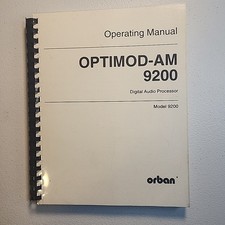 Operating Manual
OPTIMOD-AM
9200
Digital Audio Processor
Model 9200
orban